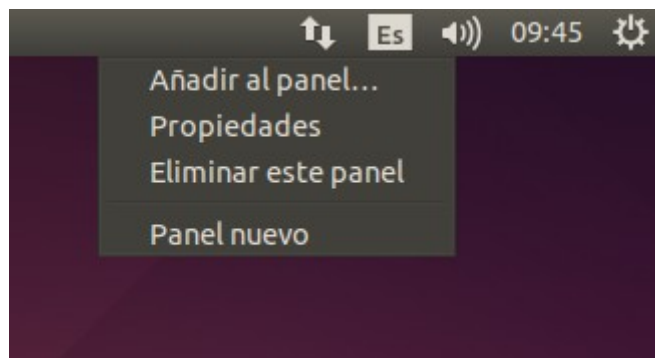 Es 09:45
Añadir al panel...
Propiedades
Eliminar este panel
Panel nuevo